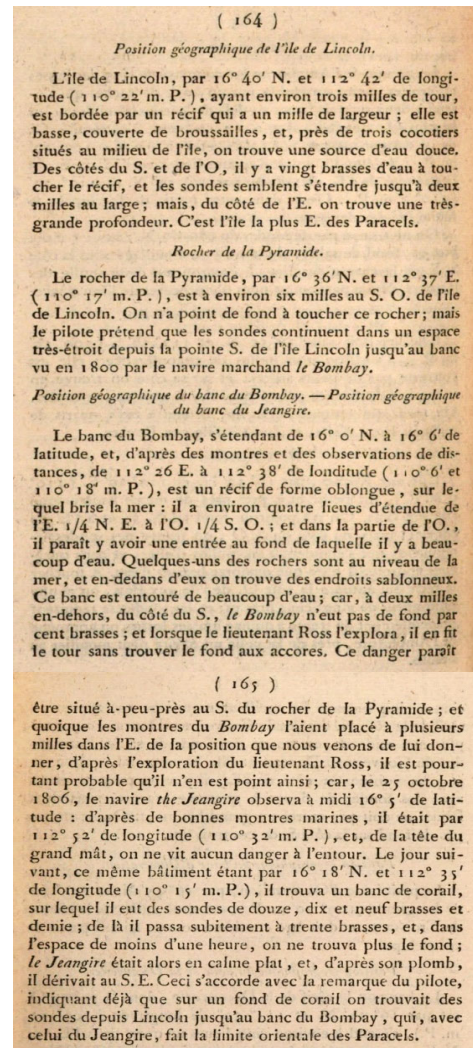 ( 164 )
Position géographique de l'île de Lincoln.
L'île de Lincoln, par 16° 40' N. et 112° 42' de longi-
tude ( 110° 22' m. P. ), ayant environ trois milles de tour,
est bordée par un récif qui a un mille de largeur ; elle est
basse, couverte de broussailles, et, près de trois cocotiers
situés au milieu de l'île, on trouve une source d'eau douce.
Des côtés du S. et de l'O, il y a vingt brasses d'eau à tou-
cher le récif, et les sondes semblent s'étendre jusqu'à deux
milles au large ; mais, du côté de l'E. on trouve une très-
grande profondeur. C'est l'île la plus E. des Paracels.
Rocher de la Pyramide.
Le rocher de la Pyramide, par 16° 36' N. et 112° 37' E.
( 110° 17' m. P. ), est à environ six milles au S. O. de l'île
de Lincoln. On n'a point de fond à toucher ce rocher; mais
le pilote prétend que les sondes continuent dans un espace
très-étroit depuis la pointe S. de l'île Lincoln jusqu'au banc
vu en 1800 par le navire marchand le Bombay.
Position géographique du banc du Bombay. — Position géographique
du banc du Jeangire.
Le banc du Bombay, s'étendant de 16° 0' N. à 16° 6' de
latitude, et, d'après des montres et des observations de dis-
tances, de 112° 26 E. à 112° 38' de londitude ( 110° 6' et
110° 18' m. P. ), est un récif de forme oblongue, sur le-
quel brise la mer : il a environ quatre lieues d'étendue de
l'E. 1/4 N. E. à l'O. 1/4 S. O. ; et dans la partie de l'O.,
il paraît y avoir une entrée au fond de laquelle il y a beau-
coup d'eau. Quelques-uns des rochers sont au niveau de la
mer, et en-dedans d'eux on trouve des endroits sablonneux.
Ce banc est entouré de beaucoup d'eau ; car, à deux milles
en-dehors, du côté du S., le Bombay n'eut pas de fond par
cent brasses ; et lorsque le lieutenant Ross l'explora, il en fit
le tour sans trouver le fond aux accores. Ce danger paraît
( 165 )
être situé à-peu-près au S. du rocher de la Pyramide ; et
quoique les montres du Bombay l'aient placé à plusieurs
milles dans l'E. de la position que nous venons de lui don-
ner, d'après l'exploration du lieutenant Ross, il est pour-
tant probable qu'il n'en est point ainsi ; car, le 25 octobre
1806, le navire the Jeangire observa à midi 16° 5' de lati-
tude : d'après de bonnes montres marines, il était par
112° 52' de longitude ( 110° 32' m. P. ), et, de la tête du
grand mât, on ne vit aucun danger à l'entour. Le jour sui-
vant, ce même bâtiment étant par 16° 18' N. et 112° 35'
de longitude ( 110° 15' m. P. ), il trouva un banc de corail,
sur lequel il eut des sondes de douze, dix et neuf brasses et
demie ; de là il passa subitement à trente brasses, et, dans
l'espace de moins d'une heure, on ne trouva plus le fond ;
le Jeangire était alors en calme plat, et, d'après son plomb,
il dérivait au S. E. Ceci s'accorde avec la remarque du pilote,
indiquant déjà que sur un fond de corail on trouvait des
sondes depuis Lincoln jusqu'au banc du Bombay, qui, avec
celui du Jeangire, fait la limite orientale des Paracels.